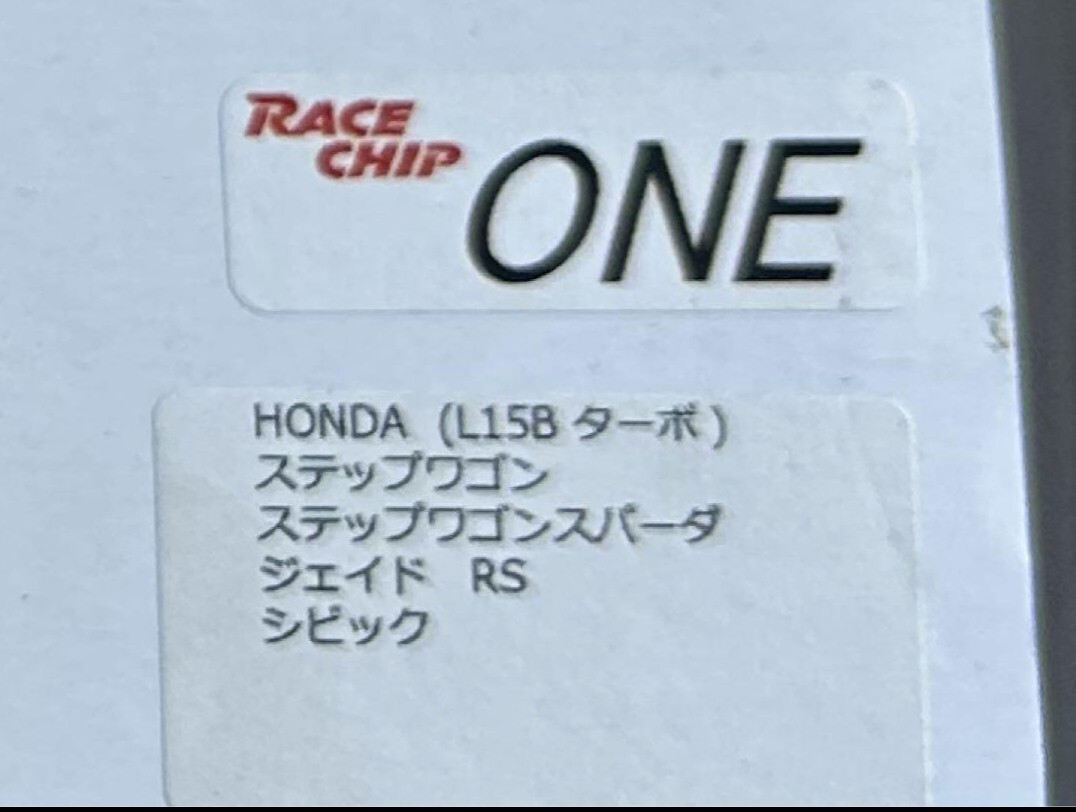 RACE
CHIP
ONE
HONDA (L15B ターボ)
ステップワゴン
ステップワゴンスパーダ
ジェイド RS
シビック